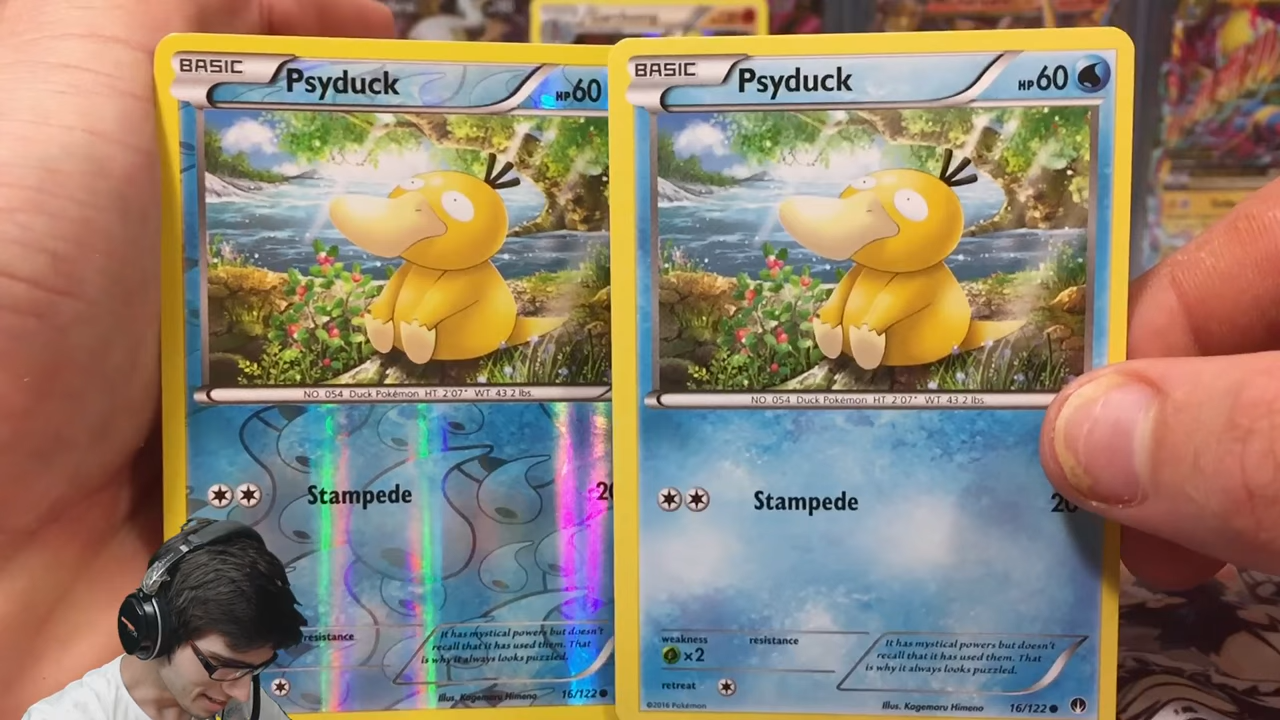 BASIC Psyduck HP60
NO. 054 Duck Pokémon HT: 2'07" WT: 43.2 lbs.
Stampede
resistance
It has mystical powers but doesn't
recall that it has used them. That
is why it always looks puzzled.
Illus. Kagemaru Himeno 16/122
BASIC Psyduck HP60
NO. 054 Duck Pokémon HT: 2'07" WT: 43.2 lbs.
Stampede 20
weakness resistance
×2
It has mystical powers but doesn't
recall that it has used them. That
is why it always looks puzzled.
retreat
©2016 Pokémon Illus. Kagemaru Himeno 16/122